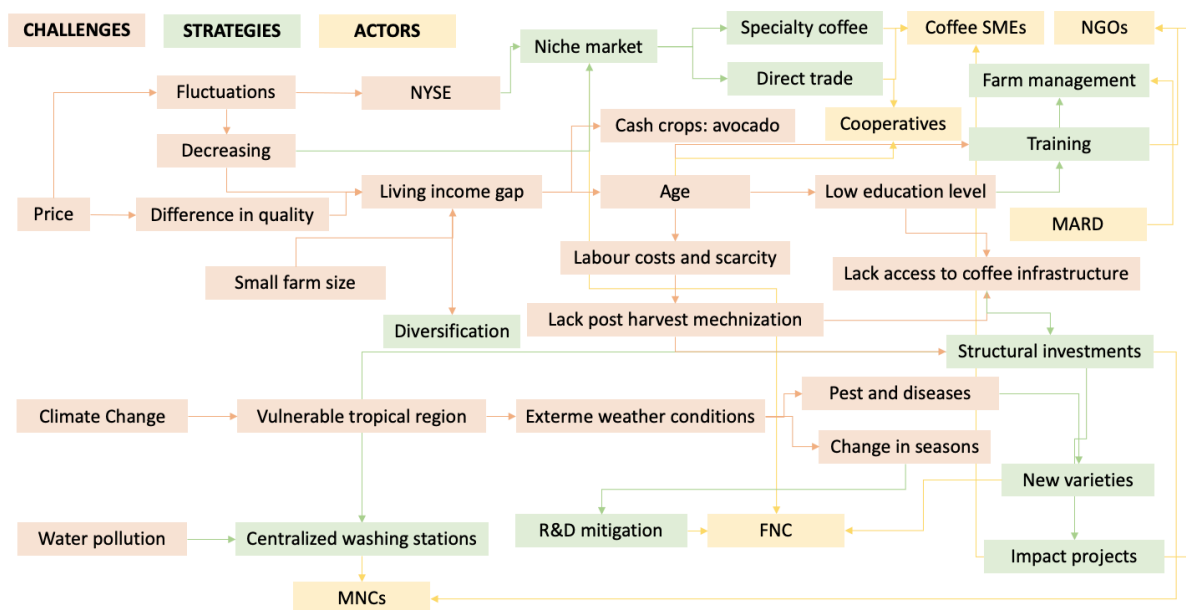 CHALLENGES
STRATEGIES
ACTORS
Specialty coffee
Coffee SMEs
NGOs
Niche market
Direct trade
Farm management
Fluctuations
NYSE
Cash crops: avocado
Cooperatives
Training
Decreasing
Living income gap
Age
Low education level
Price
Difference in quality
MARD
Labour costs and scarcity
Lack access to coffee infrastructure
Small farm size
Diversification
Lack post harvest mechnization
Structural investments
Pest and diseases
Climate Change
Vulnerable tropical region
Exterme weather conditions
Change in seasons
New varieties
Water pollution
Centralized washing stations
R&D mitigation
FNC
Impact projects
MNCs